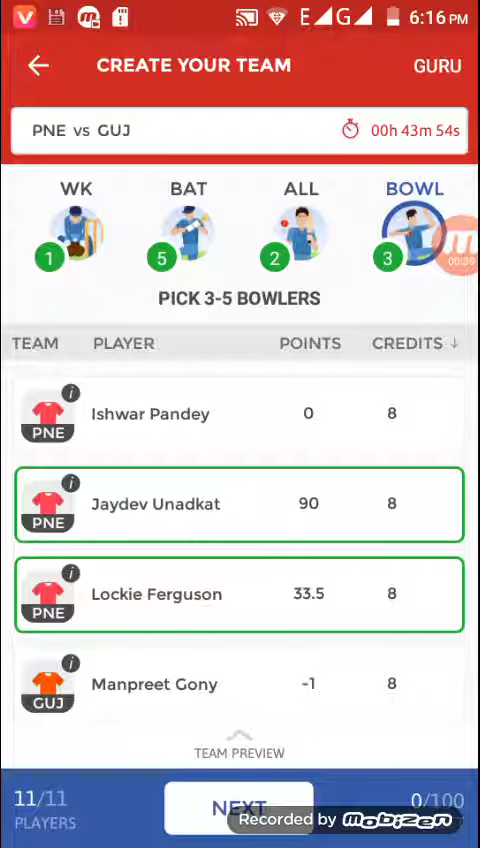 E G 6:16 PM
CREATE YOUR TEAM GURU
PNE vs GUJ 00h 43m 54s
WK BAT ALL BOWL
1 5 2 3
00:39
PICK 3-5 BOWLERS
TEAM PLAYER POINTS CREDITS ↓
PNE Ishwar Pandey 0 8
PNE Jaydev Unadkat 90 8
PNE Lockie Ferguson 33.5 8
GUJ Manpreet Gony -1 8
TEAM PREVIEW
11/11 NEXT 0/100
PLAYERS
Recorded by Mobizen